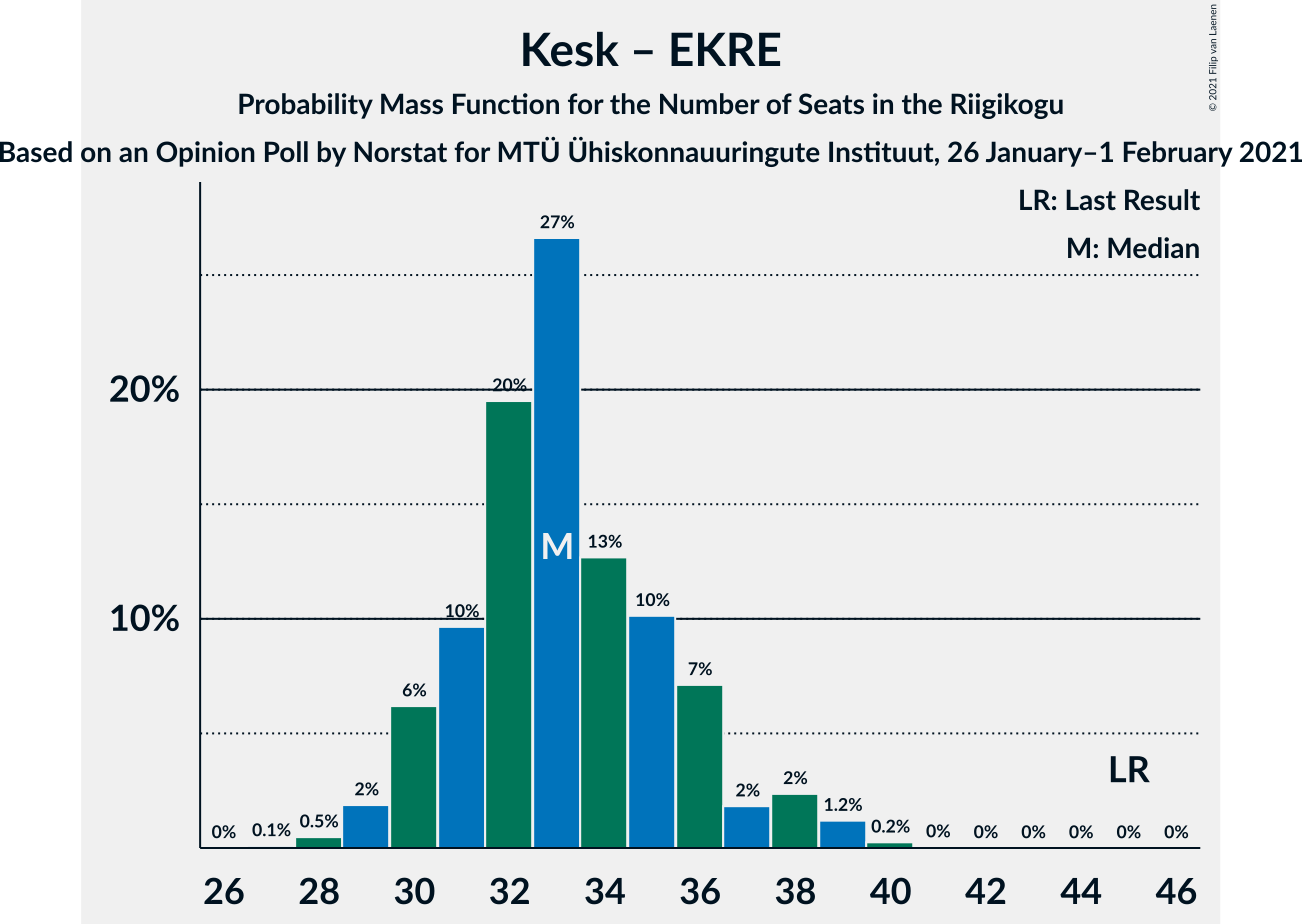 Kesk – EKRE
Probability Mass Function for the Number of Seats in the Riigikogu
Based on an Opinion Poll by Norstat for MTÜ Ühiskonnauuringute Instituut, 26 January–1 February 2021
© 2021 Filip van Laenen
LR: Last Result
M: Median
27%
20%
20%
M
13%
10%
10%
10%
7%
6%
LR
2%
2%
2%
1.2%
0.5%
0% 0.1% 0.2% 0% 0% 0% 0% 0% 0%
26 28 30 32 34 36 38 40 42 44 46